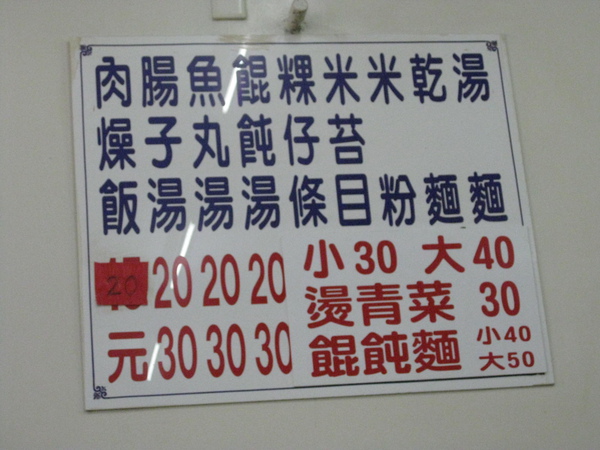 湯麵
乾麵
米粉
米苔目
粿仔條
餛飩湯
魚丸湯
腸子湯
肉燥飯
小30 大40
燙青菜 30
餛飩麵 小40 大50
20 20 20 20
元 30 30 30